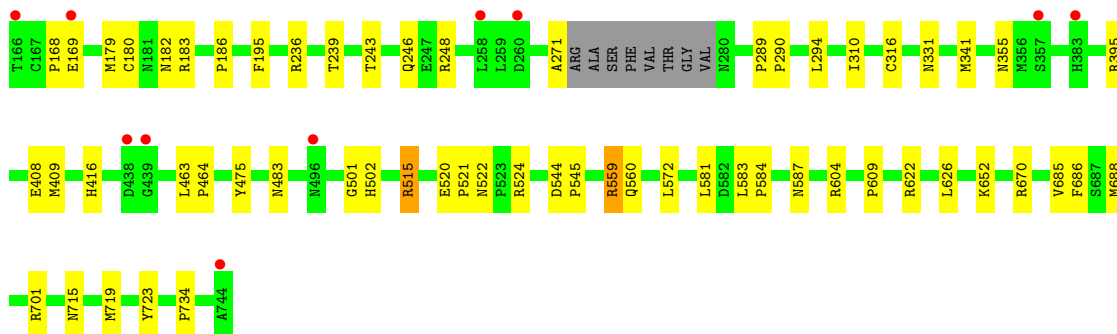 T166 C167 P168 E169 M179 C180 N181 N182 R183 P186 F195 R236 T239 T243 Q246 E247 R248 L258 L259 D260 A271 ARG ALA SER PHE VAL THR GLY VAL N280 P289 P290 L294 I310 C316 N331 M341 N355 M356 S357 H383 R395
E408 M409 H416 D438 G439 L463 P464 Y475 N483 N496 G501 H502 R515 E520 P521 N522 P523 R524 D544 P545 R559 Q560 L572 L581 D582 L583 P584 N587 R604 P609 R622 L626 K652 R670 V685 F686 S687 M688
R701 N715 M719 Y723 P734 A744